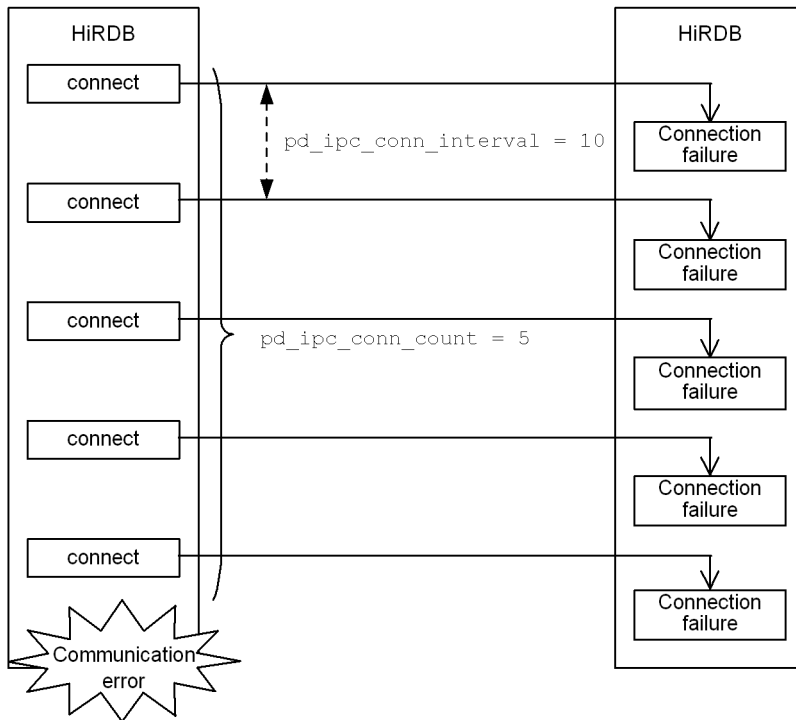 HiRDB
HiRDB
connect
Connection
failure
pd_ipc_conn_interval = 10
connect
Connection
failure
connect
pd_ipc_conn_count = 5
Connection
failure
connect
Connection
failure
connect
Connection
failure
Communication
error